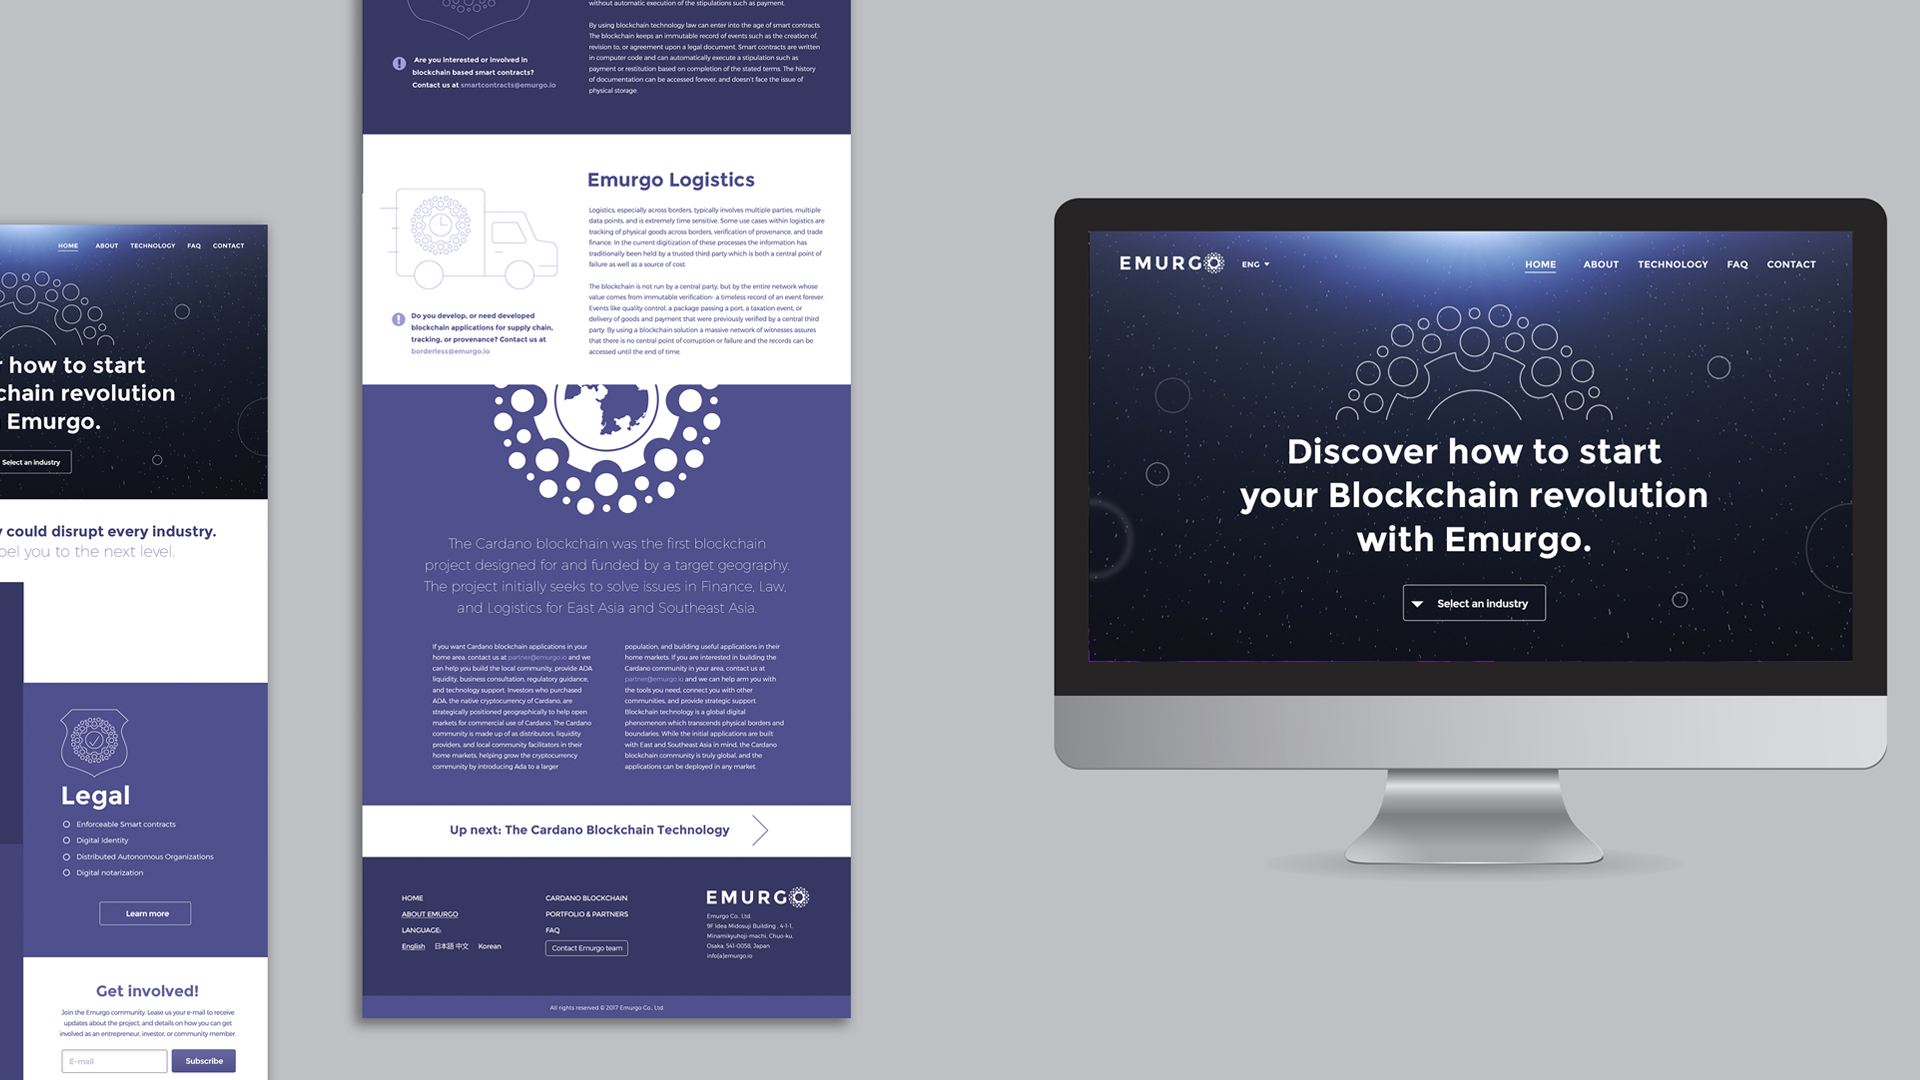 HOME ABOUT TECHNOLOGY FAQ CONTACT
how to start
chain revolution
Emurgo.
Select an industry
could disrupt every industry.
you to the next level.
Legal
Enforceable Smart contracts
Digital Identity
Distributed Autonomous Organizations
Digital notarization
Learn more
Get involved!
Join the Emurgo community. Lease us your e-mail to receive
updates about the project, and details on how you can get
involved as an entrepreneur, investor, or community member.
E-mail
Subscribe
without automatic execution of the stipulations such as payment.
By using blockchain technology law can enter into the age of smart contracts.
The blockchain keeps an immutable record of events such as the creation of,
revision to, or agreement upon a legal document. Smart contracts are written
in computer code and can automatically execute a stipulation such as
payment or restitution based on completion of the stated terms. The history
of documentation can be accessed forever, and doesn't face the issue of
physical storage.
Are you interested or involved in
blockchain based smart contracts?
Contact us at smartcontracts@emurgo.io
Emurgo Logistics
Logistics, especially across borders, typically involves multiple parties, multiple
data points, and is extremely time sensitive. Some use cases within logistics are
tracking of physical goods across borders, verification of provenance, and trade
finance. In the current digitization of these processes the information has
traditionally been held by a trusted third party which is both a central point of
failure as well as a source of cost.
The blockchain is not run by a central party, but by the entire network whose
value comes from immutable verification- a timeless record of an event forever.
Events like quality control, a package passing a port, a taxation event, or
delivery of goods and payment that were previously verified by a central third
party. By using a blockchain solution a massive network of witnesses assures
that there is no central point of corruption or failure and the records can be
accessed until the end of time.
Do you develop, or need developed
blockchain applications for supply chain,
tracking, or provenance? Contact us at
borderless@emurgo.io
The Cardano blockchain was the first blockchain
project designed for and funded by a target geography.
The project initially seeks to solve issues in Finance, Law,
and Logistics for East Asia and Southeast Asia.
If you want Cardano blockchain applications in your
home area, contact us at partner@emurgo.io and we
can help you build the local community, provide ADA
liquidity, business consultation, regulatory guidance,
and technology support. Investors who purchased
ADA, the native cryptocurrency of Cardano, are
strategically positioned geographically to help open
markets for commercial use of Cardano. The Cardano
community is made up of as distributors, liquidity
providers, and local community facilitators in their
home markets, helping grow the cryptocurrency
community by introducing Ada to a larger
population, and building useful applications in their
home markets. If you are interested in building the
Cardano community in your area, contact us at
partner@emurgo.io and we can help arm you with
the tools you need, connect you with other
communities, and provide strategic support.
Blockchain technology is a global digital
phenomenon which transcends physical borders and
boundaries. While the initial applications are built
with East and Southeast Asia in mind, the Cardano
blockchain community is truly global, and the
applications can be deployed in any market.
Up next: The Cardano Blockchain Technology
HOME
ABOUT EMURGO
LANGUAGE:
English 日本語 中文 Korean
CARDANO BLOCKCHAIN
PORTFOLIO & PARTNERS
FAQ
Contact Emurgo team
EMURGO
Emurgo Co., Ltd.
9F Idea Midosuji Building , 4-1-1,
Minamikyuhoji-machi, Chuo-ku,
Osaka, 541-0058, Japan
info[a]emurgo.io
All rights reserved © 2017 Emurgo Co., Ltd.
EMURGO ENG HOME ABOUT TECHNOLOGY FAQ CONTACT
Discover how to start
your Blockchain revolution
with Emurgo.
Select an industry